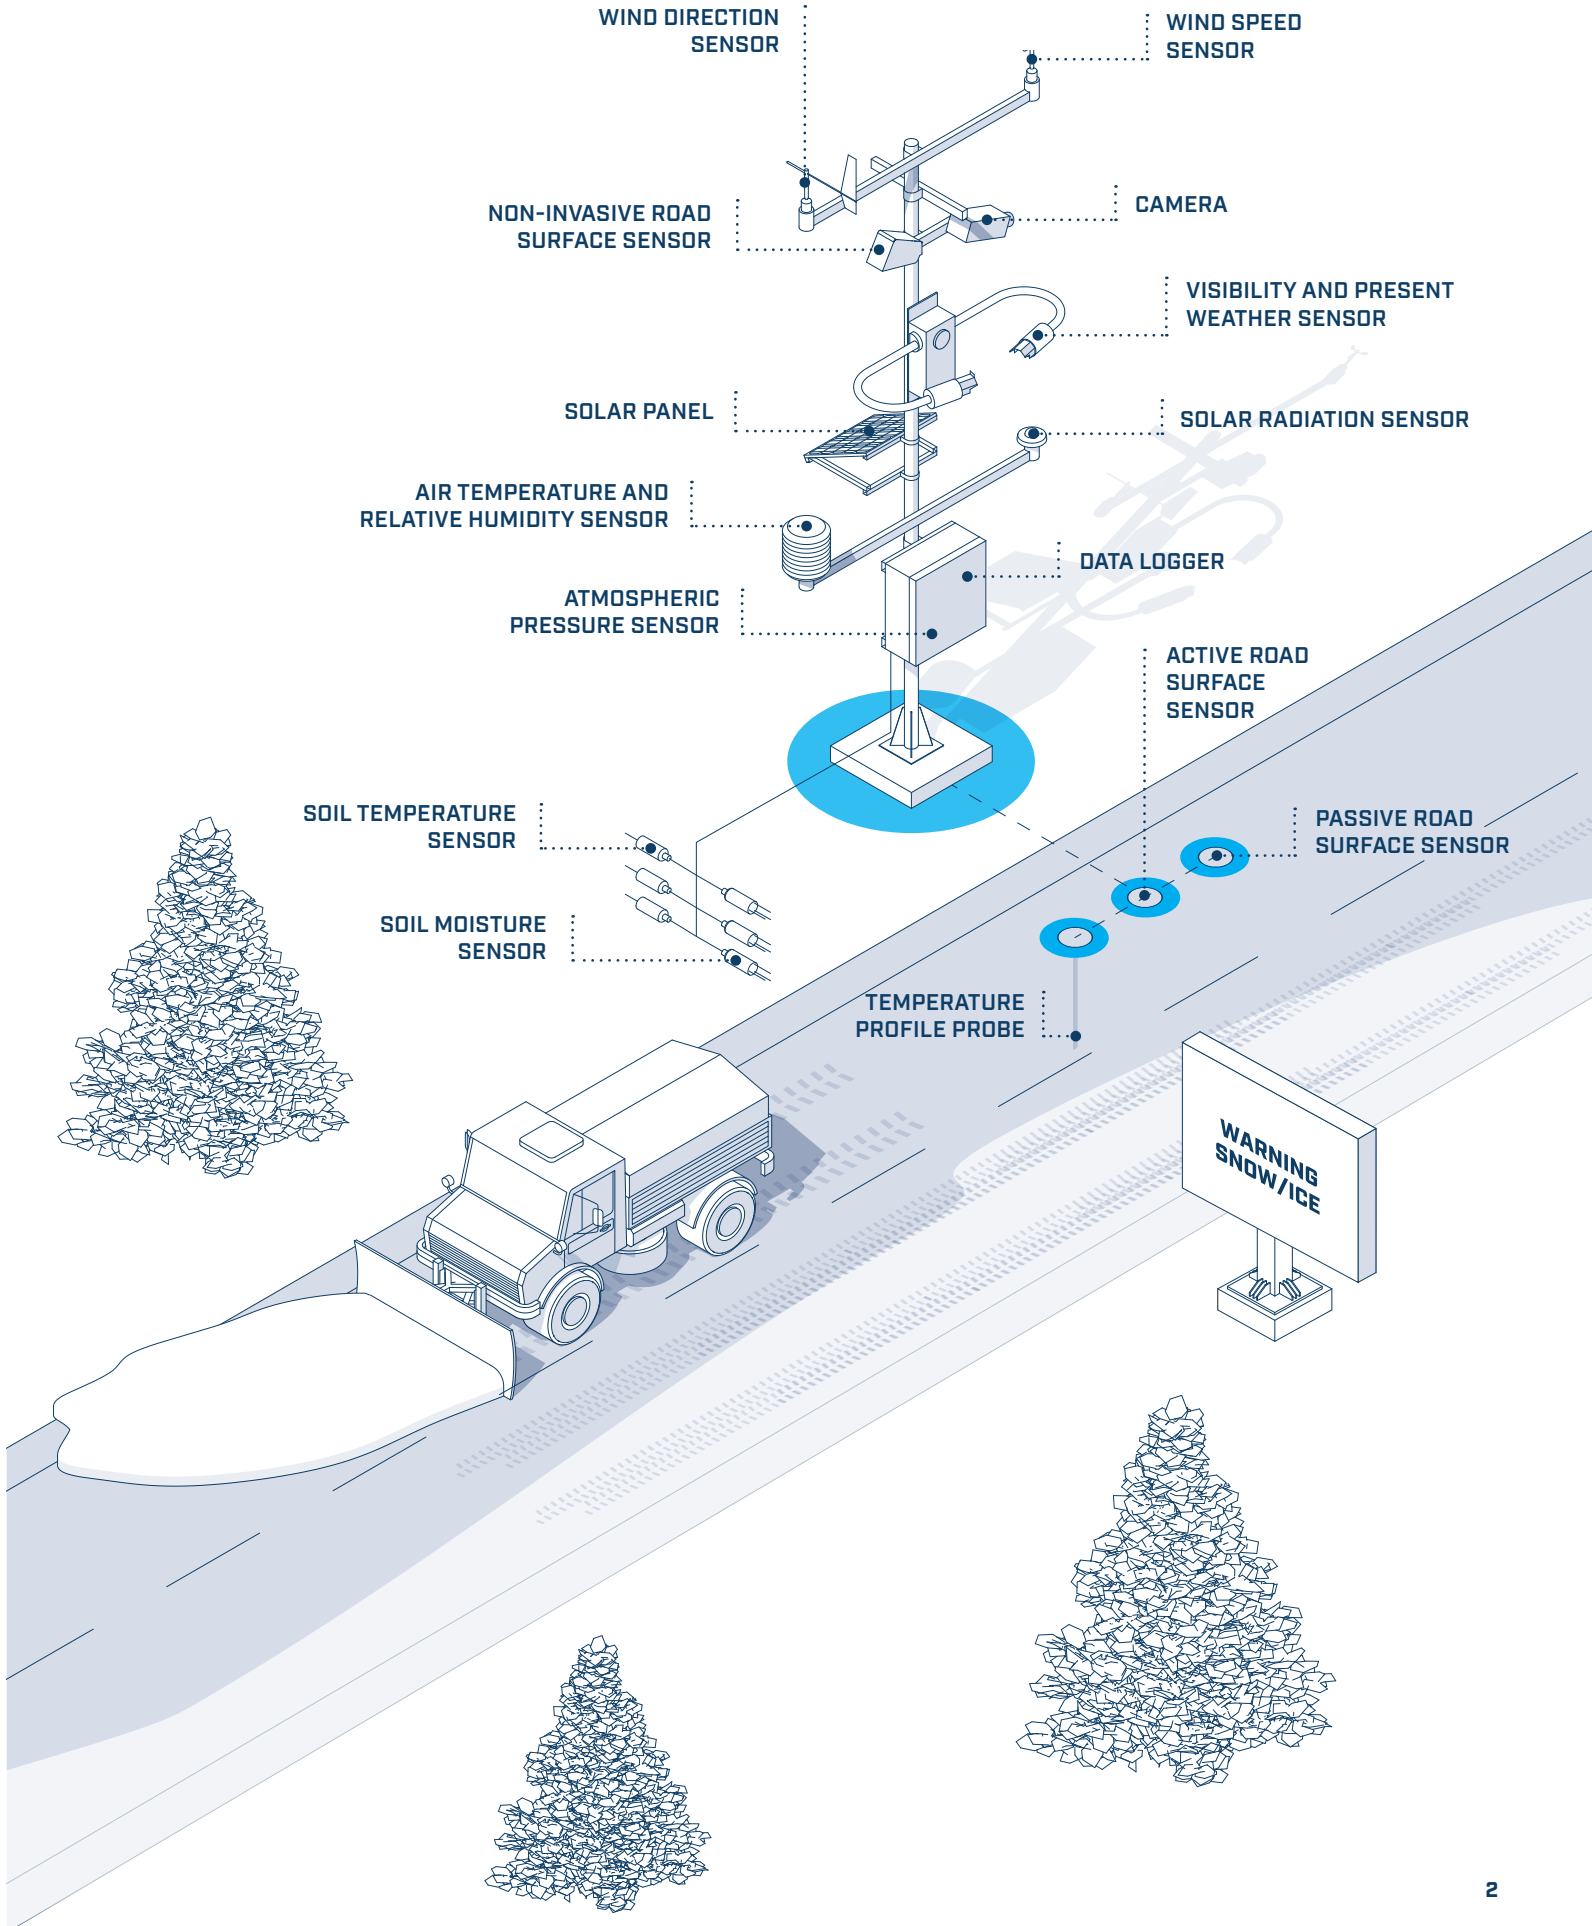 WIND DIRECTION
SENSOR
WIND SPEED
SENSOR
NON-INVASIVE ROAD
SURFACE SENSOR
CAMERA
VISIBILITY AND PRESENT
WEATHER SENSOR
SOLAR PANEL
SOLAR RADIATION SENSOR
AIR TEMPERATURE AND
RELATIVE HUMIDITY SENSOR
DATA LOGGER
ATMOSPHERIC
PRESSURE SENSOR
ACTIVE ROAD
SURFACE
SENSOR
SOIL TEMPERATURE
SENSOR
PASSIVE ROAD
SURFACE SENSOR
SOIL MOISTURE
SENSOR
TEMPERATURE
PROFILE PROBE
WARNING
SNOW/ICE
2